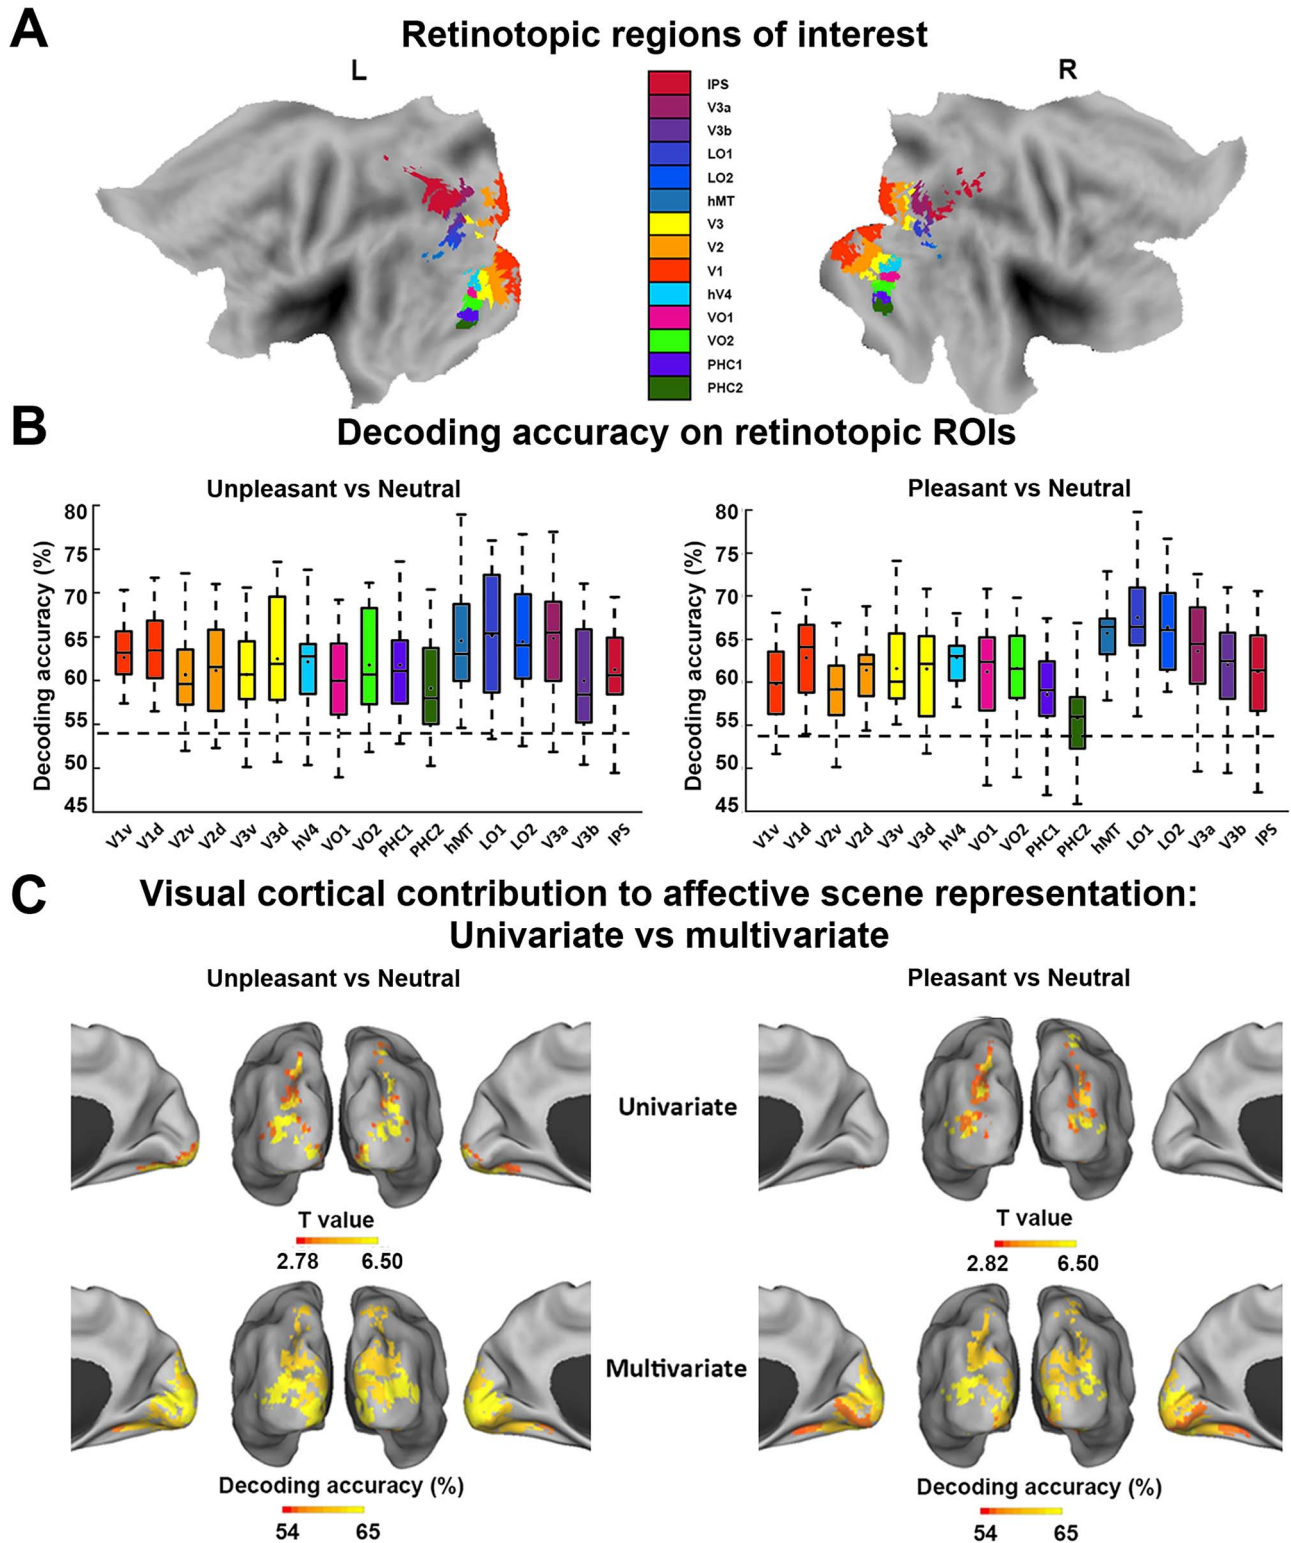 A
Retinotopic regions of interest
L
R
IPS
V3a
V3b
LO1
LO2
hMT
V3
V2
V1
hV4
VO1
VO2
PHC1
PHC2
B
Decoding accuracy on retinotopic ROIs
Unpleasant vs Neutral
Decoding accuracy (%)
80
75
70
65
60
55
50
45
V1v V1d V2v V2d V3v V3d hV4 VO1 VO2 PHC1 PHC2 hMT LO1 LO2 V3a V3b IPS
Pleasant vs Neutral
Decoding accuracy (%)
80
75
70
65
60
55
50
45
V1v V1d V2v V2d V3v V3d hV4 VO1 VO2 PHC1 PHC2 hMT LO1 LO2 V3a V3b IPS
C
Visual cortical contribution to affective scene representation:
Univariate vs multivariate
Unpleasant vs Neutral
Pleasant vs Neutral
Univariate
T value
2.78 6.50
T value
2.82 6.50
Multivariate
Decoding accuracy (%)
54 65
Decoding accuracy (%)
54 65